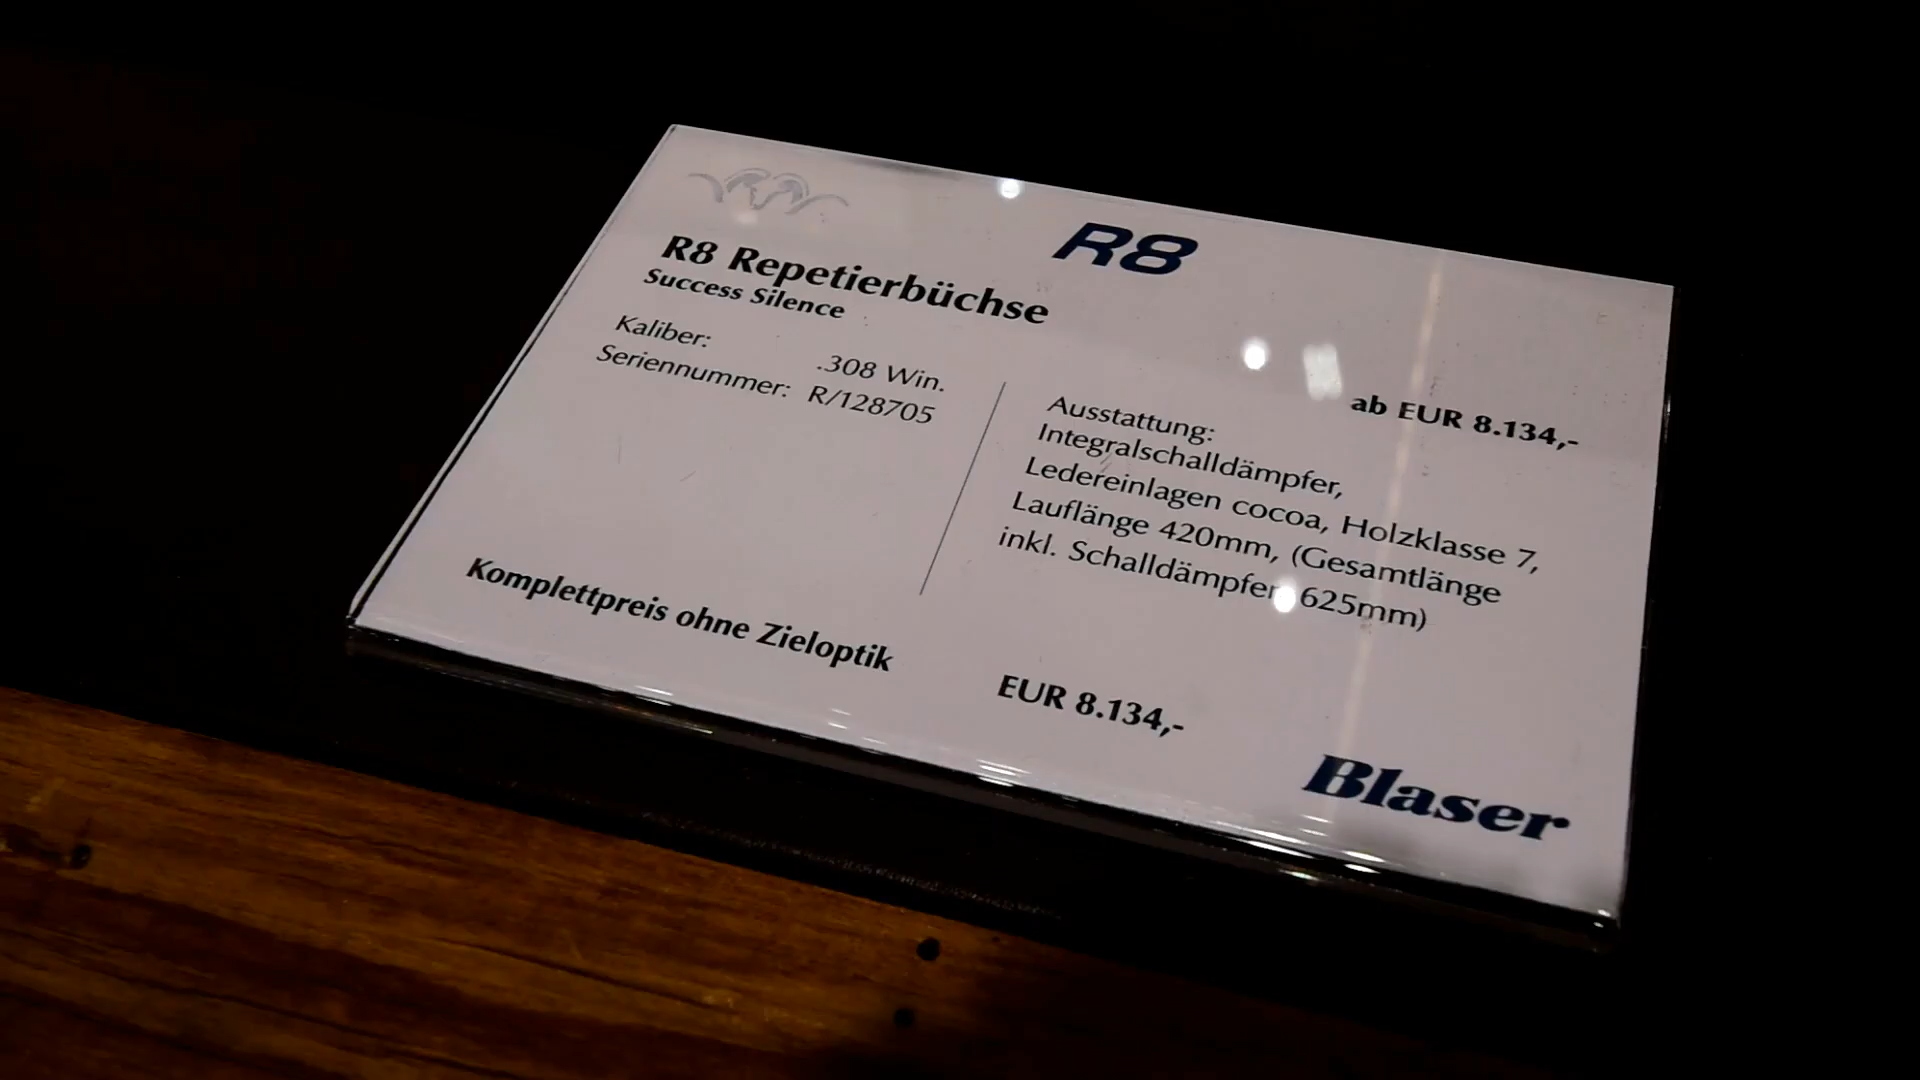 R8
R8 Repetierbüchse
Success Silence
Kaliber: .308 Win.
Seriennummer: R/128705
ab EUR 8.134,-
Ausstattung:
Integralschalldämpfer,
Ledereinlagen cocoa, Holzklasse 7,
Lauflänge 420mm, (Gesamtlänge
inkl. Schalldämpfer 625mm)
Komplettpreis ohne Zieloptik EUR 8.134,-
Blaser